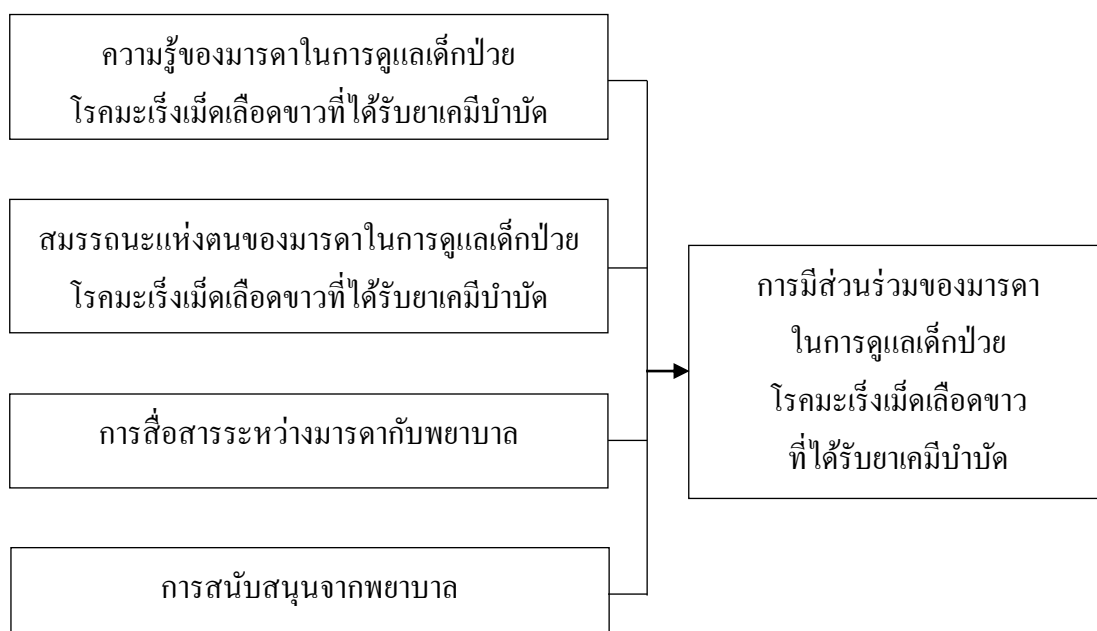 ความรู้ของมารดาในการดูแลเด็กป่วย
โรคมะเร็งเม็ดเลือดขาวที่ได้รับยาเคมีบำบัด
สมรรถนะแห่งตนของมารดาในการดูแลเด็กป่วย
โรคมะเร็งเม็ดเลือดขาวที่ได้รับยาเคมีบำบัด
การสื่อสารระหว่างมารดากับพยาบาล
การสนับสนุนจากพยาบาล
การมีส่วนร่วมของมารดา
ในการดูแลเด็กป่วย
โรคมะเร็งเม็ดเลือดขาว
ที่ได้รับยาเคมีบำบัด